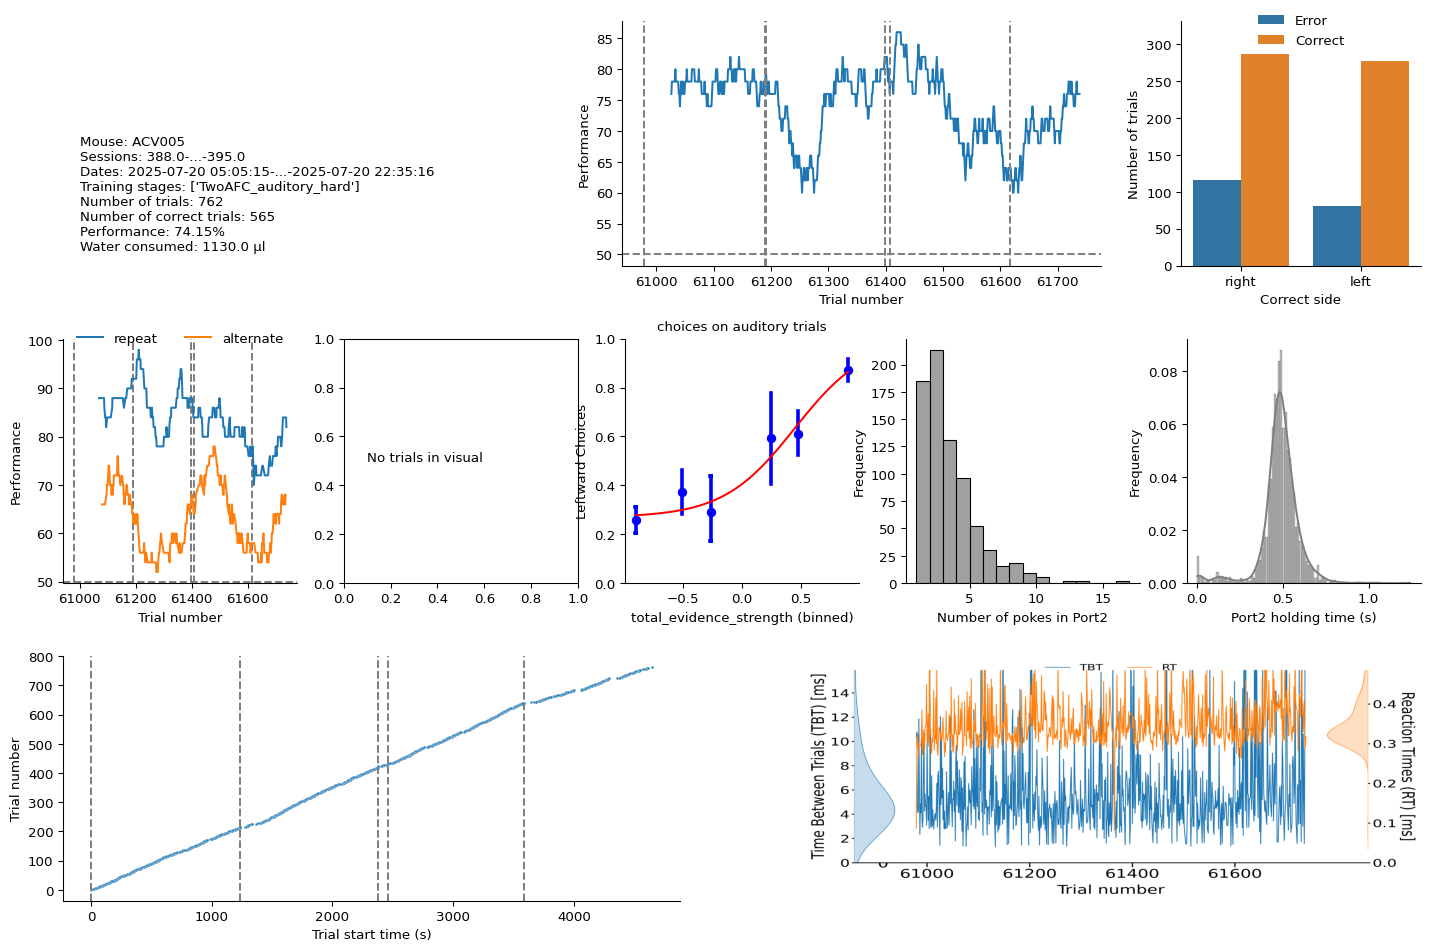 Mouse: ACV005
Sessions: 388.0-...-395.0
Dates: 2025-07-20 05:05:15-...-2025-07-20 22:35:16
Training stages: ['TwoAFC_auditory_hard']
Number of trials: 762
Number of correct trials: 565
Performance: 74.15%
Water consumed: 1130.0 µl
85
80
75
70
65
60
55
50
Performance
61000 61100 61200 61300 61400 61500 61600 61700
Trial number
Error
Correct
300
250
200
150
100
50
0
Number of trials
right left
Correct side
repeat alternate
100
90
80
70
60
50
Performance
61000 61200 61400 61600
Trial number
1.0
0.8
0.6
0.4
0.2
0.0
No trials in visual
0.0 0.2 0.4 0.6 0.8 1.0
choices on auditory trials
1.0
0.8
0.6
0.4
0.2
0.0
Leftward Choices
−0.5 0.0 0.5
total_evidence_strength (binned)
200
175
150
125
100
75
50
25
0
Frequency
5 10 15
Number of pokes in Port2
0.08
0.06
0.04
0.02
0.00
Frequency
0.0 0.5 1.0
Port2 holding time (s)
800
700
600
500
400
300
200
100
0
Trial number
0 1000 2000 3000 4000
Trial start time (s)
TBT RT
14
12
10
8
6
4
2
0
Time Between Trials (TBT) [ms]
0
61000 61200 61400 61600
Trial number
0.4
0.3
0.2
0.1
0.0
Reaction Times (RT) [ms]